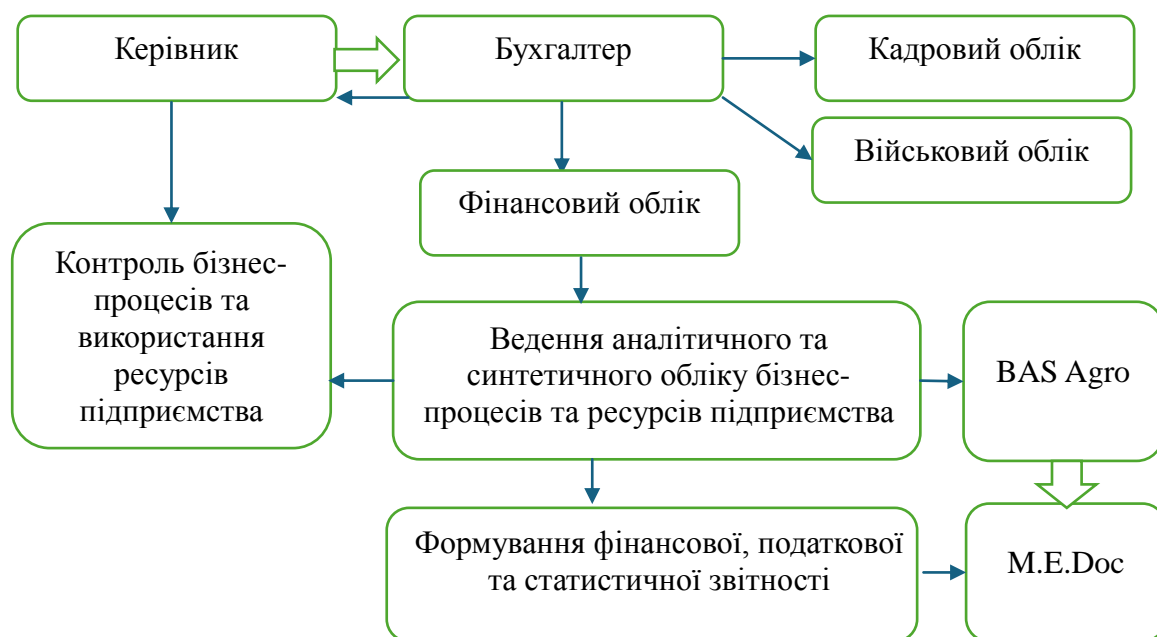 Керівник
Бухгалтер
Кадровий облік
Військовий облік
Фінансовий облік
Контроль бізнес-
процесів та
використання
ресурсів
підприємства
Ведення аналітичного та
синтетичного обліку бізнес-
процесів та ресурсів підприємства
BAS Agro
Формування фінансової, податкової
та статистичної звітності
M.E.Doc